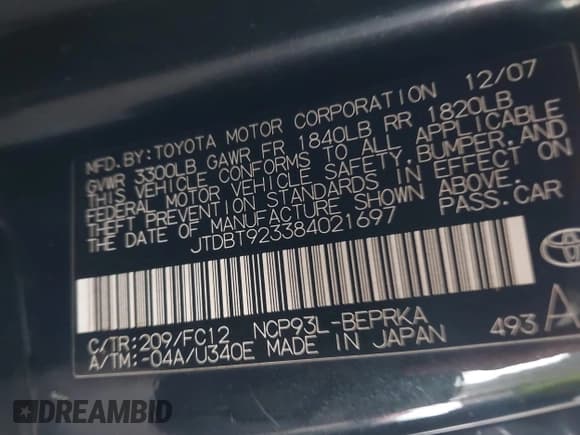 MFD. BY: TOYOTA MOTOR CORPORATION 12/07
GVWR 3300LB GAWR FR 1840LB RR 1820LB
THIS VEHICLE CONFORMS TO ALL APPLICABLE
FEDERAL MOTOR VEHICLE SAFETY, BUMPER, AND
THEFT PREVENTION STANDARDS IN EFFECT ON
THE DATE OF MANUFACTURE SHOWN ABOVE.
JTDBT923384021697 PASS. CAR
C/TR: 209/FC12 NCP93L-BEPRKA
A/TM: -04A/U340E MADE IN JAPAN 493 A
DREAMBID